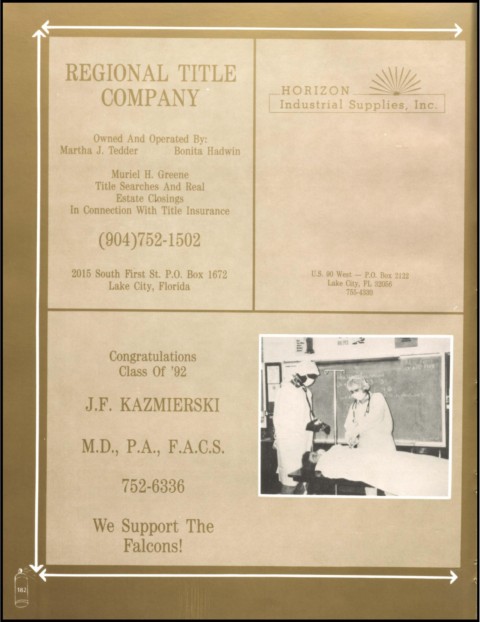 REGIONAL TITLE
COMPANY
Owned And Operated By:
Martha J. Tedder Bonita Hadwin
Muriel H. Greene
Title Searches And Real
Estate Closings
In Connection With Title Insurance
(904)752-1502
2015 South First St. P.O. Box 1672
Lake City, Florida
HORIZON
Industrial Supplies, Inc.
U.S. 90 West — P.O. Box 2132
Lake City, FL 32056
Congratulations
Class Of '92
J.F. KAZMIERSKI
M.D., P.A., F.A.C.S.
752-6336
We Support The
Falcons!
182